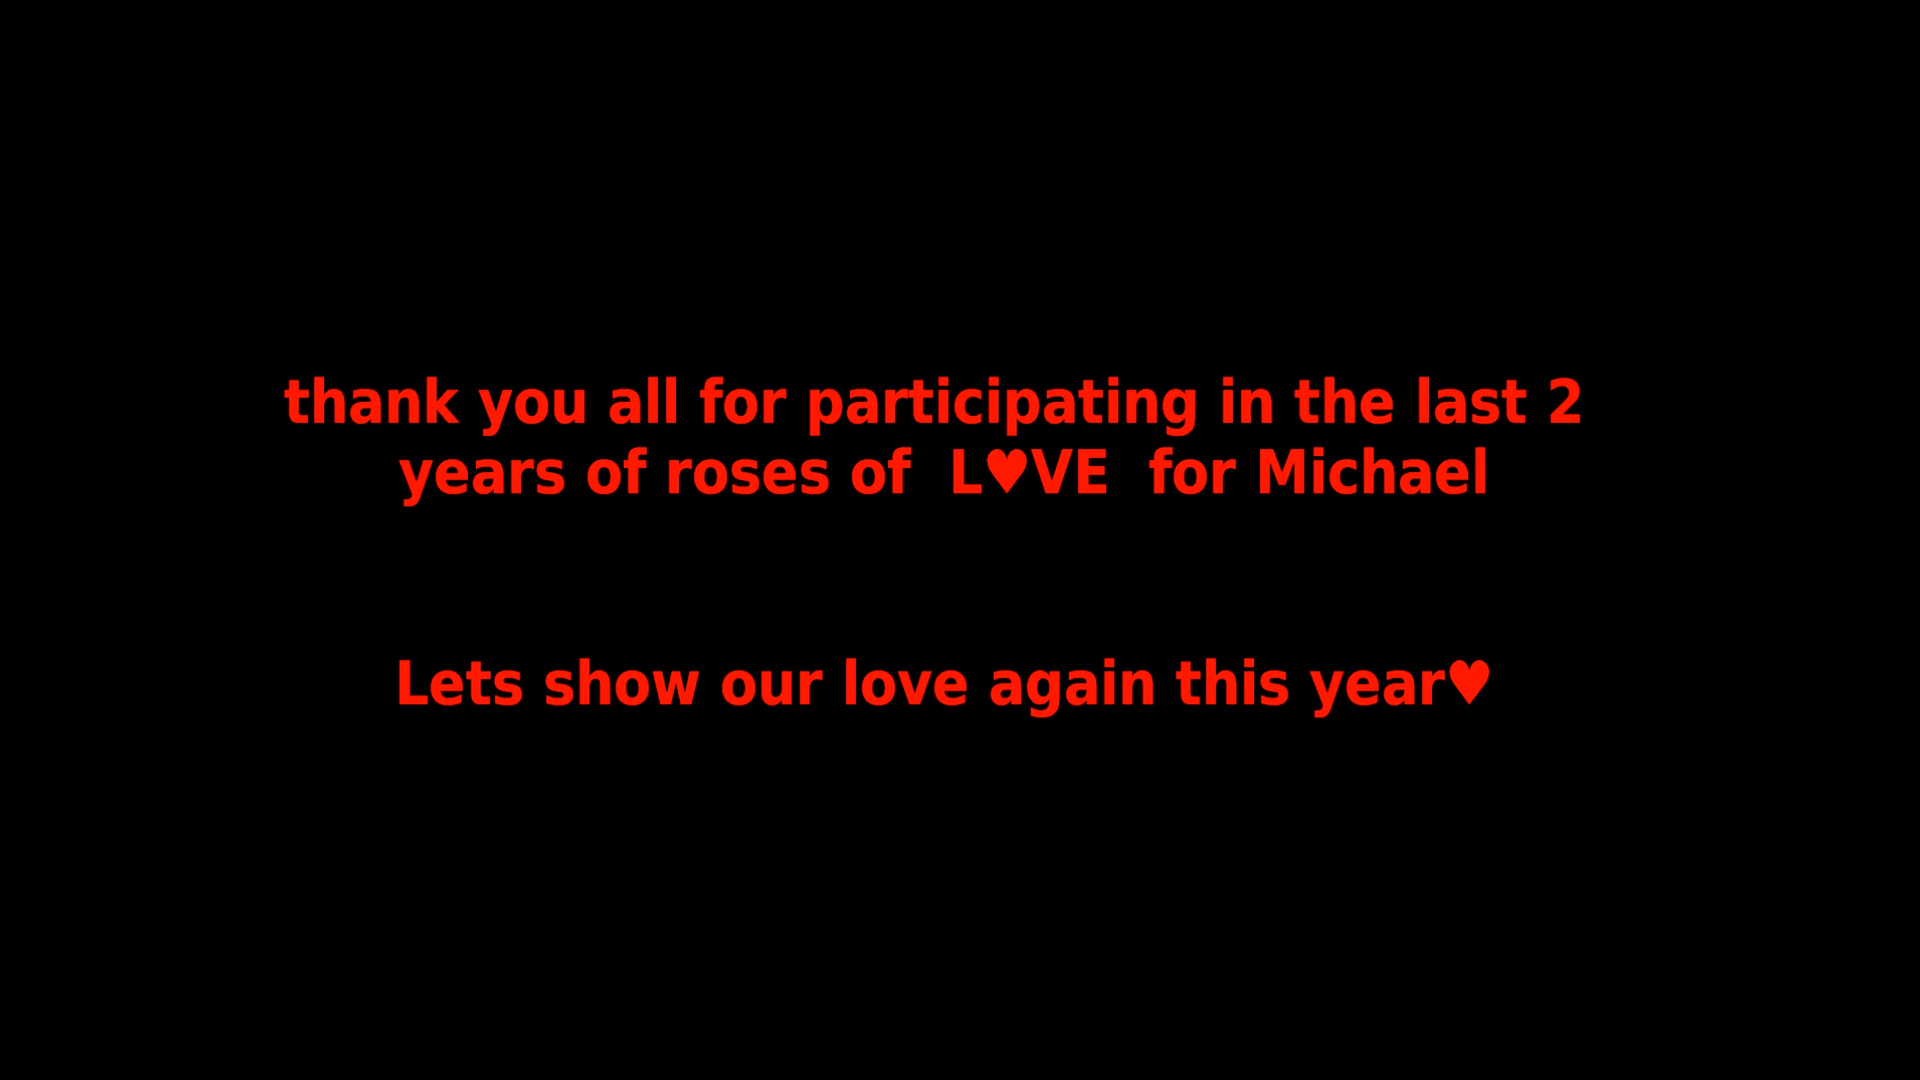 thank you all for participating in the last 2
years of roses of  L♥VE  for Michael
Lets show our love again this year♥